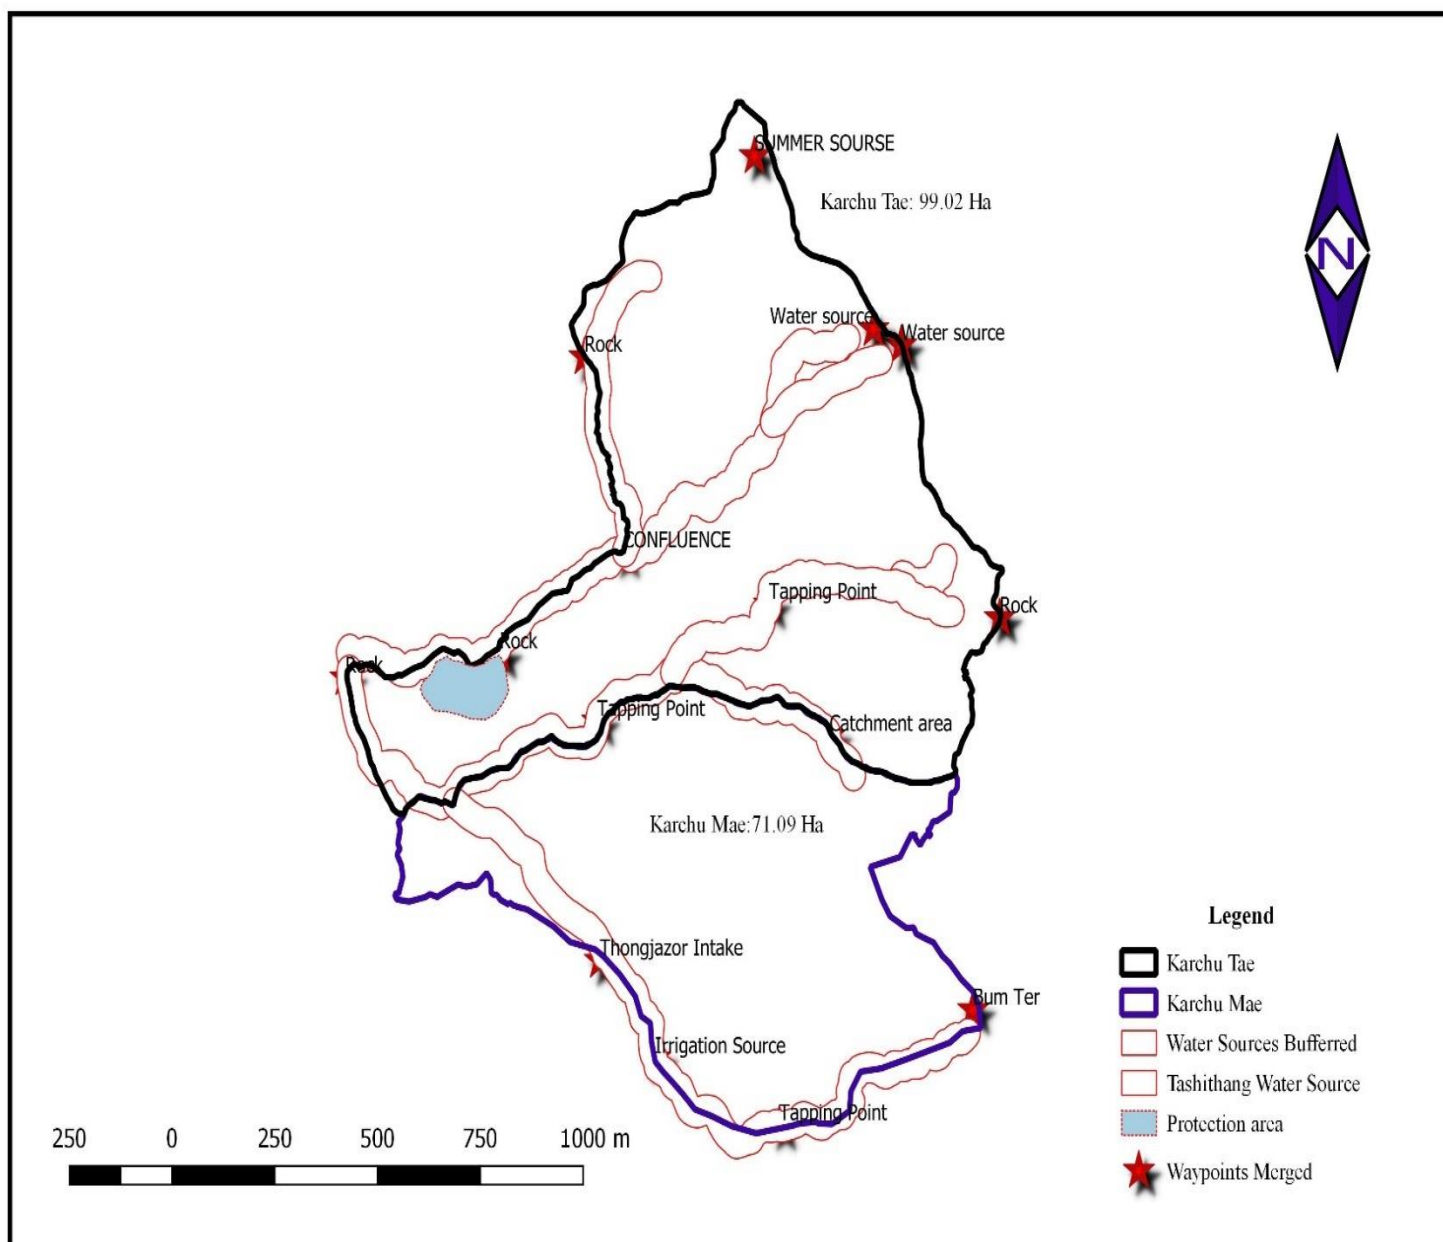 SUMMER SOURSE
Karchu Tae: 99.02 Ha
N
Water source
Water source
Rock
CONFLUENCE
Tapping Point
Rock
Rock
Rock
Tapping Point
Catchment area
Karchu Mae:71.09 Ha
Thongjazor Intake
Bum Ter
Irrigation Source
Tapping Point
Legend
Karchu Tae
Karchu Mae
Water Sources Bufferred
Tashithang Water Source
Protection area
Waypoints Merged
250 0 250 500 750 1000 m